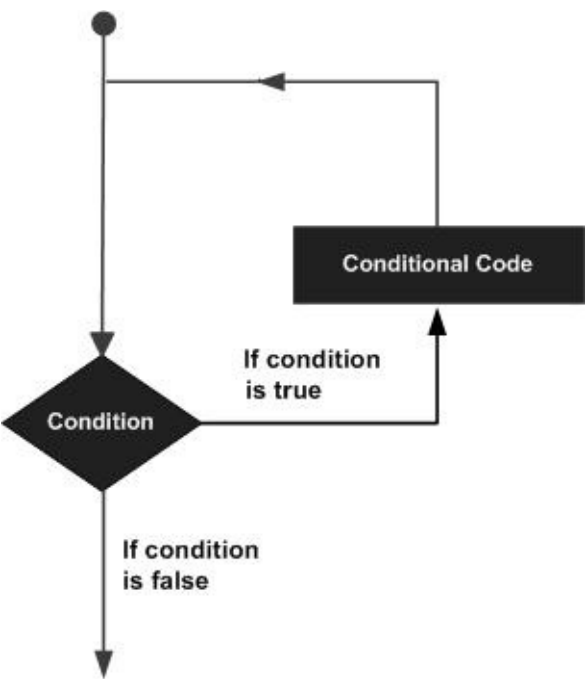 Conditional Code
If condition
is true
Condition
If condition
is false